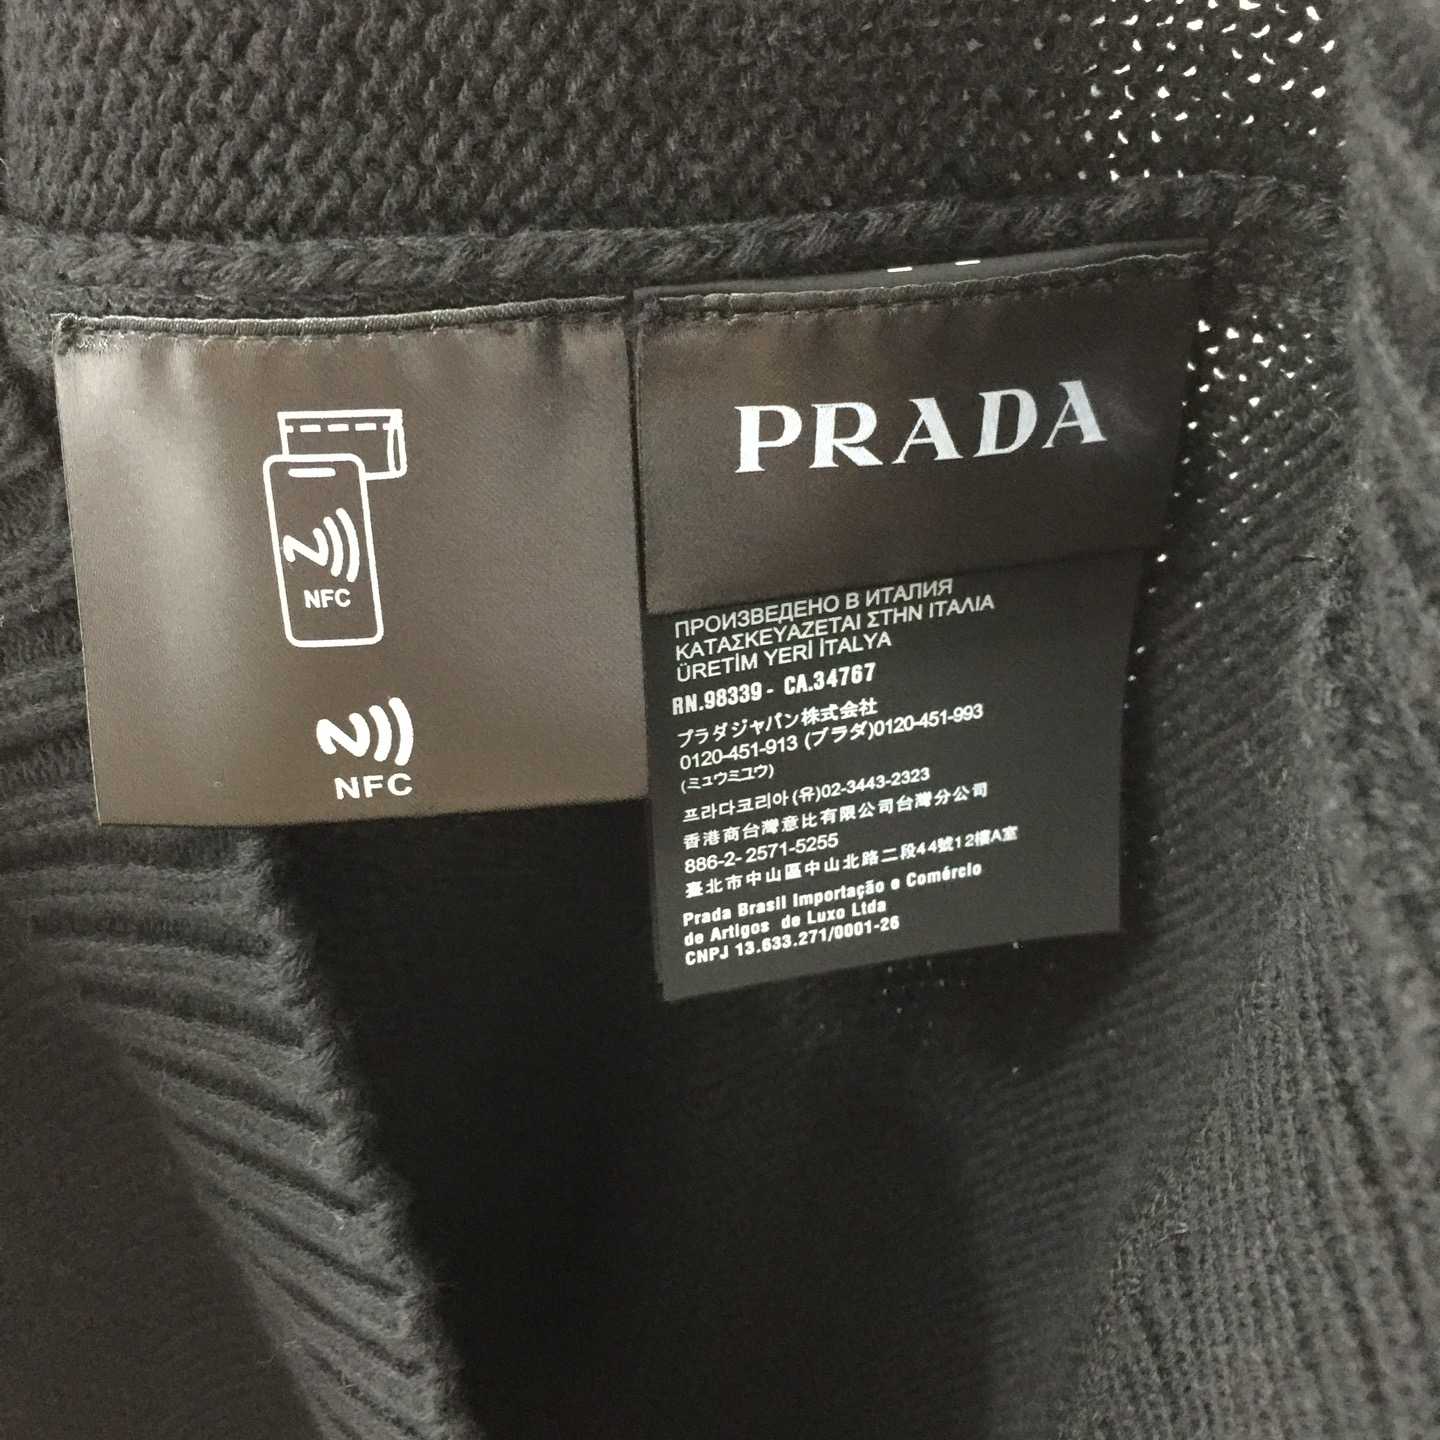 NFC
NFC
PRADA
ПРОИЗВЕДЕНО В ИТАЛИЯ
ΚΑΤΑΣΚΕΥΑΖΕΤΑΙ ΣΤΗΝ ΙΤΑΛΙΑ
ÜRETİM YERİ İTALYA
RN.98339 - CA.34767
プラダジャパン株式会社
0120-451-913 (プラダ)0120-451-993
(ミュウミユウ)
프라다코리아 (유)02-3443-2323
香港商台灣意比有限公司台灣分公司
886-2- 2571-5255
臺北市中山區中山北路二段44號12樓A室
Prada Brasil Importação e Comércio
de Artigos de Luxo Ltda
CNPJ 13.633.271/0001-26